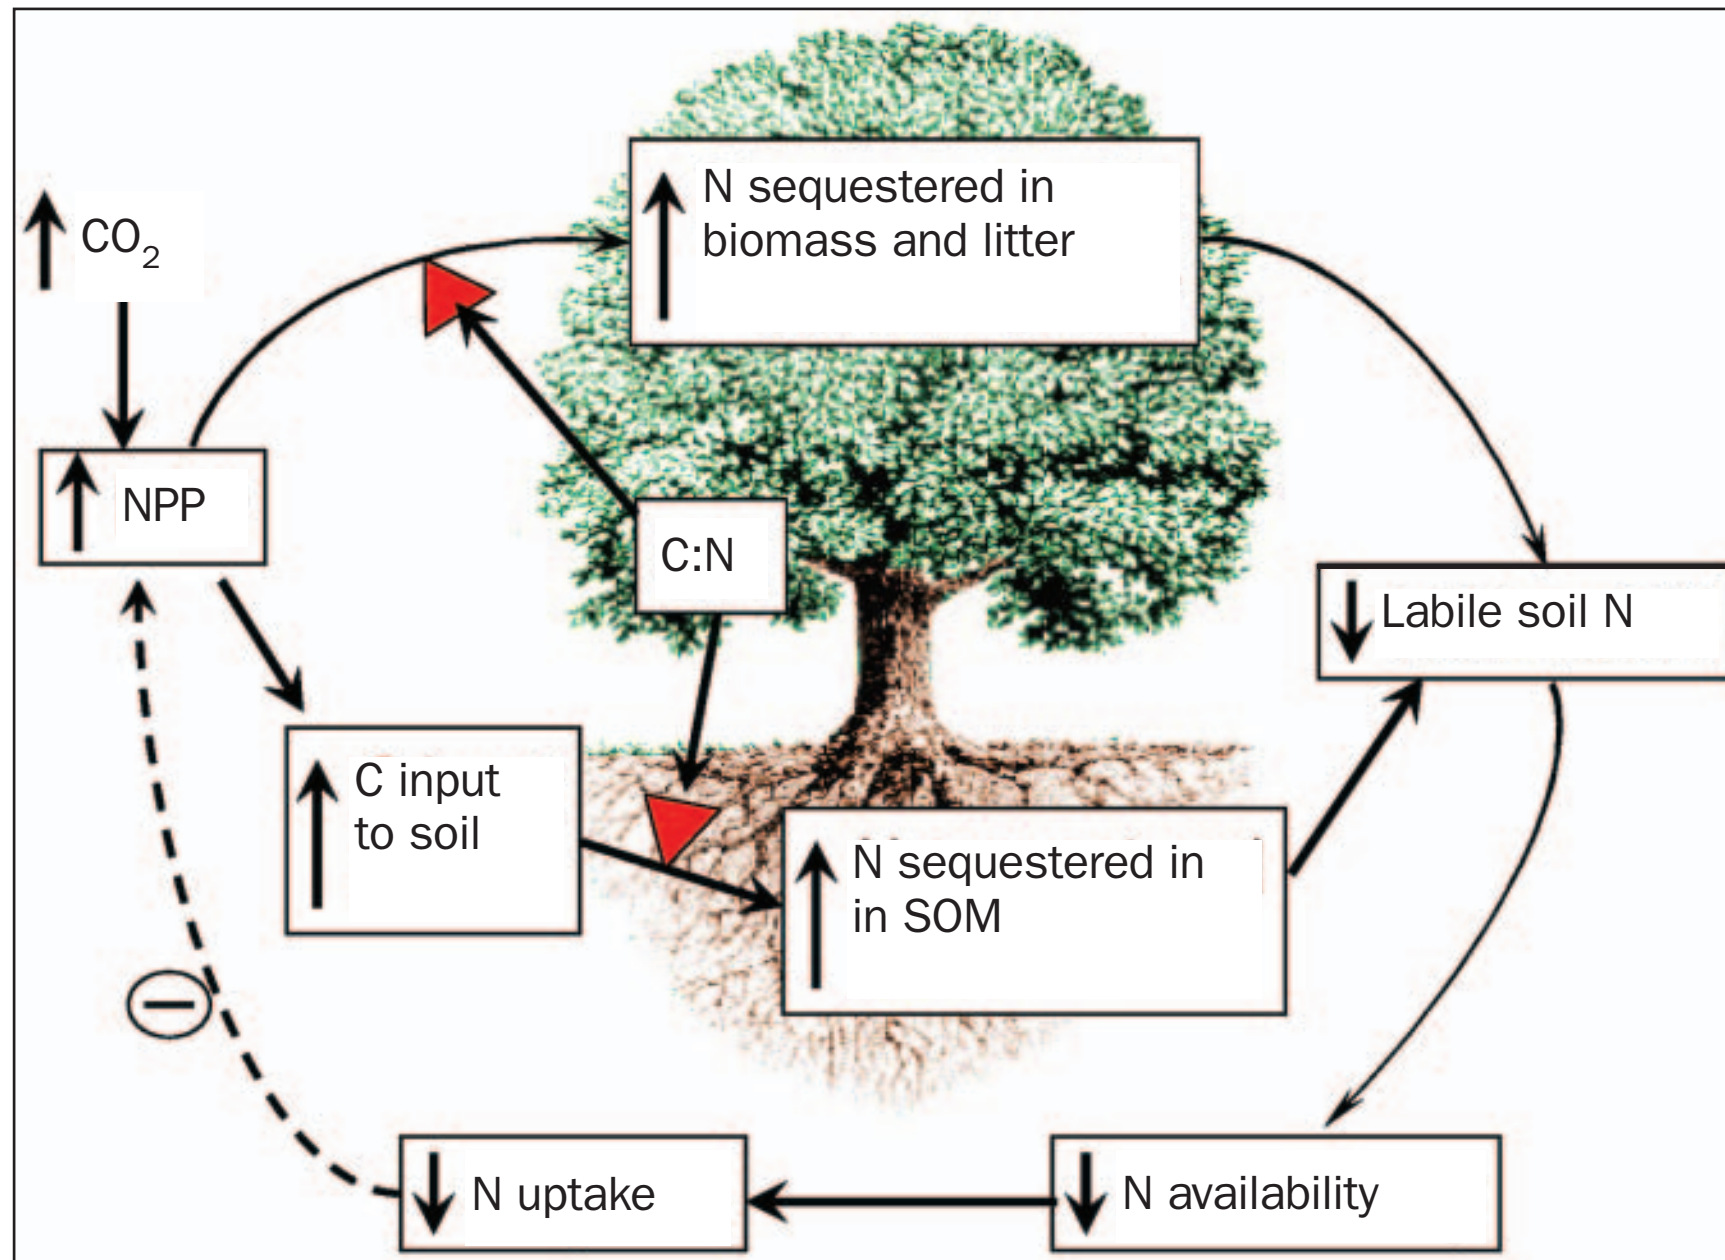 N sequestered in
biomass and litter
CO₂
NPP
C:N
Labile soil N
C input
to soil
N sequestered in
in SOM
−
N uptake
N availability